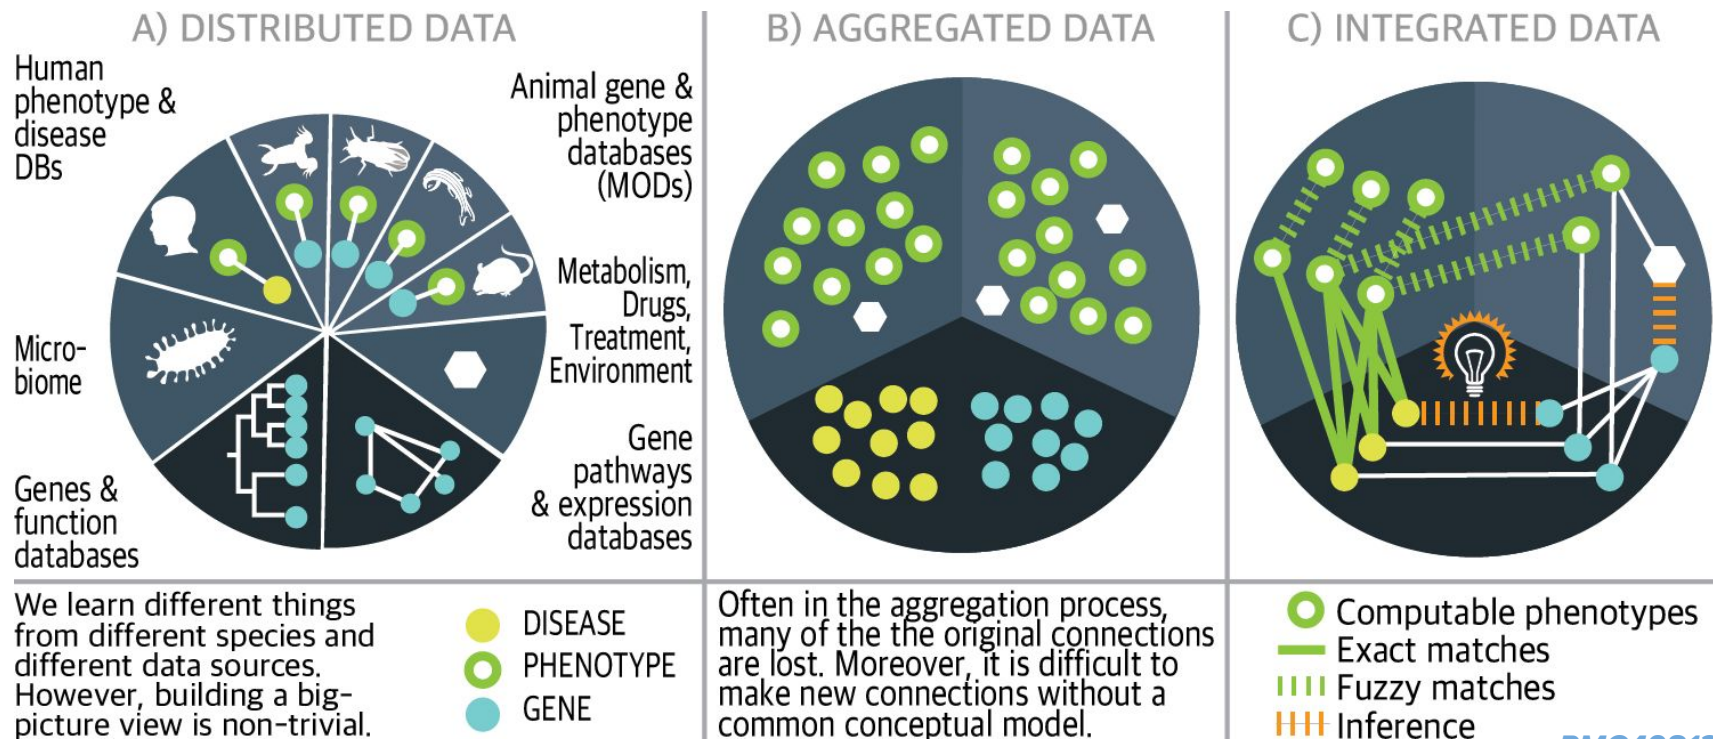 A) DISTRIBUTED DATA
Human
phenotype &
disease
DBs
Animal gene &
phenotype
databases
(MODs)
Metabolism,
Drugs,
Treatment,
Environment
Micro-
biome
Genes &
function
databases
Gene
pathways
& expression
databases
We learn different things
from different species and
different data sources.
However, building a big-
picture view is non-trivial.
DISEASE
PHENOTYPE
GENE
B) AGGREGATED DATA
Often in the aggregation process,
many of the the original connections
are lost. Moreover, it is difficult to
make new connections without a
common conceptual model.
C) INTEGRATED DATA
Computable phenotypes
Exact matches
Fuzzy matches
Inference